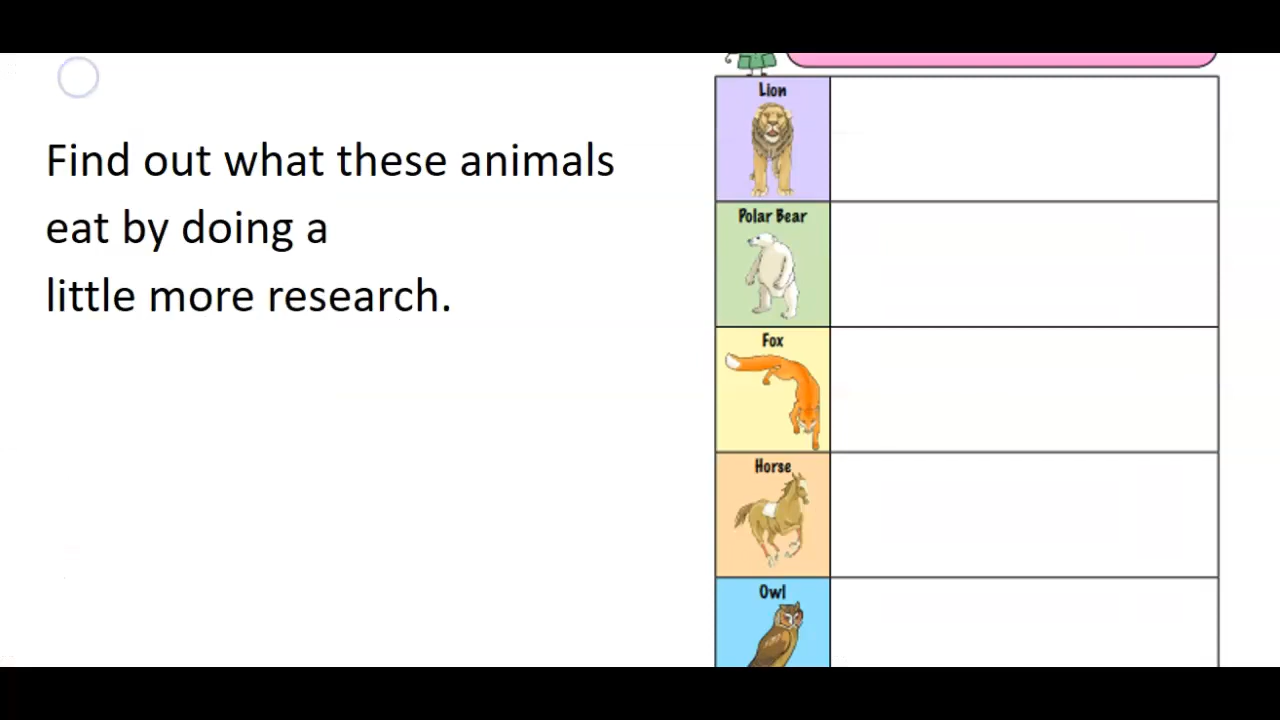 Find out what these animals
eat by doing a
little more research.
Lion
Polar Bear
Fox
Horse
Owl